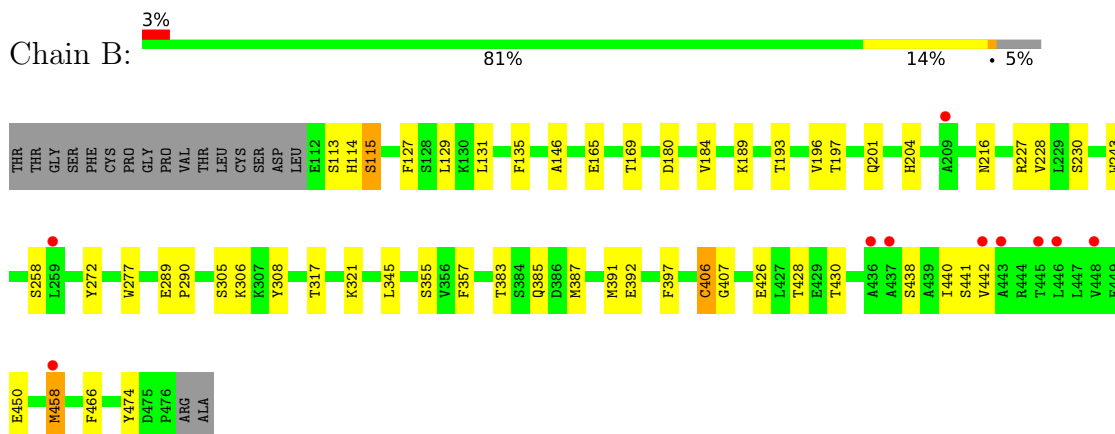 3%
Chain B:
81% 14% • 5%
THR THR GLY SER PHE CYS PRO GLY PRO VAL THR LEU CYS SER ASP LEU E112 S113 H114 S115 F127 S128 L129 K130 L131 F135 A146 E165 T169 D180 V184 K189 T193 V196 T197 Q201 H204 A209 N216 R227 V228 L229 S230 W243
S258 L259 Y272 W277 E289 P290 S305 K306 K307 Y308 T317 K321 L345 S355 V356 F357 T383 S384 Q385 D386 M387 M391 E392 F397 C406 G407 E426 L427 T428 E429 T430 A436 A437 S438 A439 I440 S441 V442 A443 R444 T445 L446 L447 V448
E450 M458 F466 Y474 D475 P476 ARG ALA